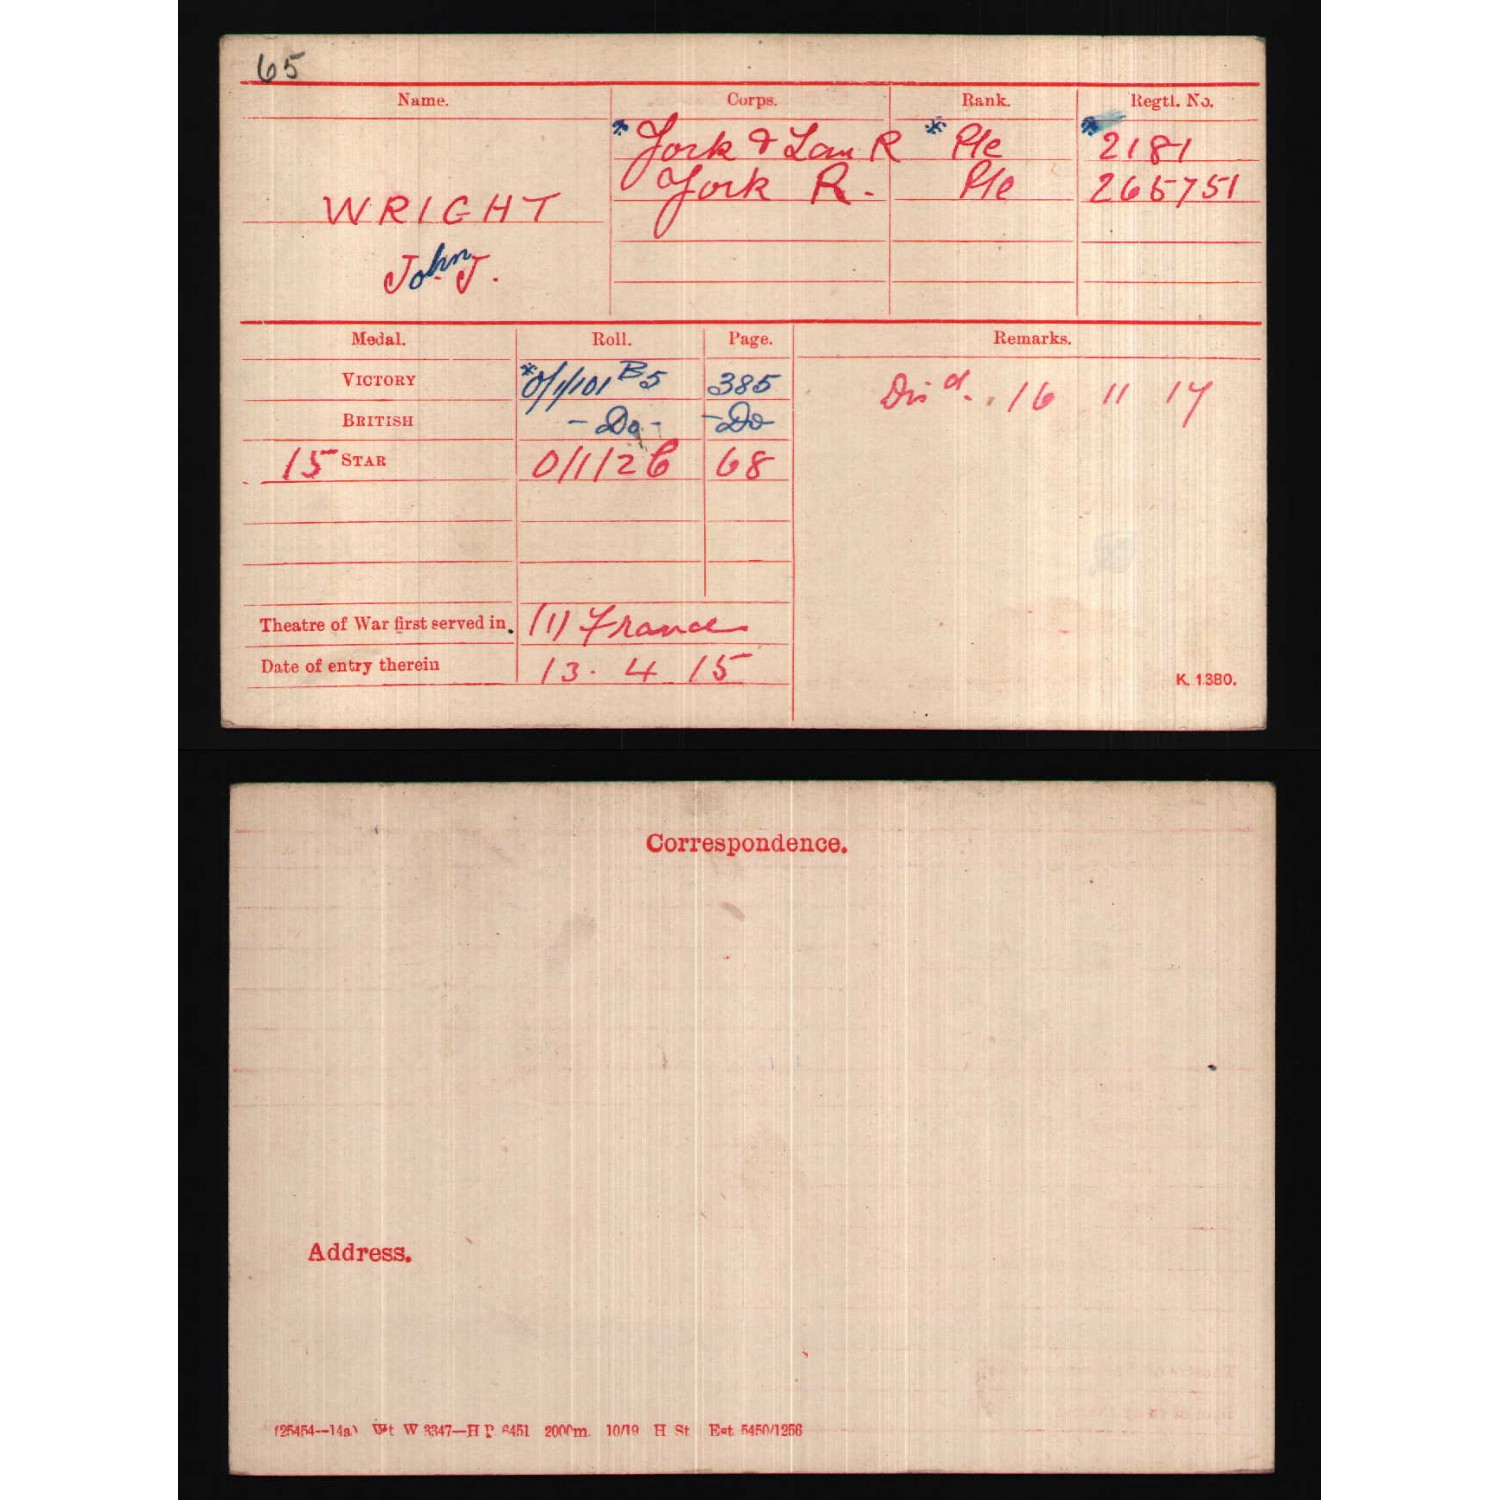 65
Name. Corps. Rank. Regtl. No.
* York & Lan R * Pte * 2181
York R. Pte 265751
WRIGHT
John J.
Medal. Roll. Page. Remarks.
VICTORY *O/1/101 B5 385
Disd. 16 11 17
BRITISH -Do- -Do-
15 STAR O/1/2 B 68
Theatre of War first served in. (1) France
Date of entry therein 13. 4 15
K. 1380.
Correspondence.
Address.
(25454—14a) Wt W 3347—H P 6451 2000m. 10/19 H St Est. 5450/1256